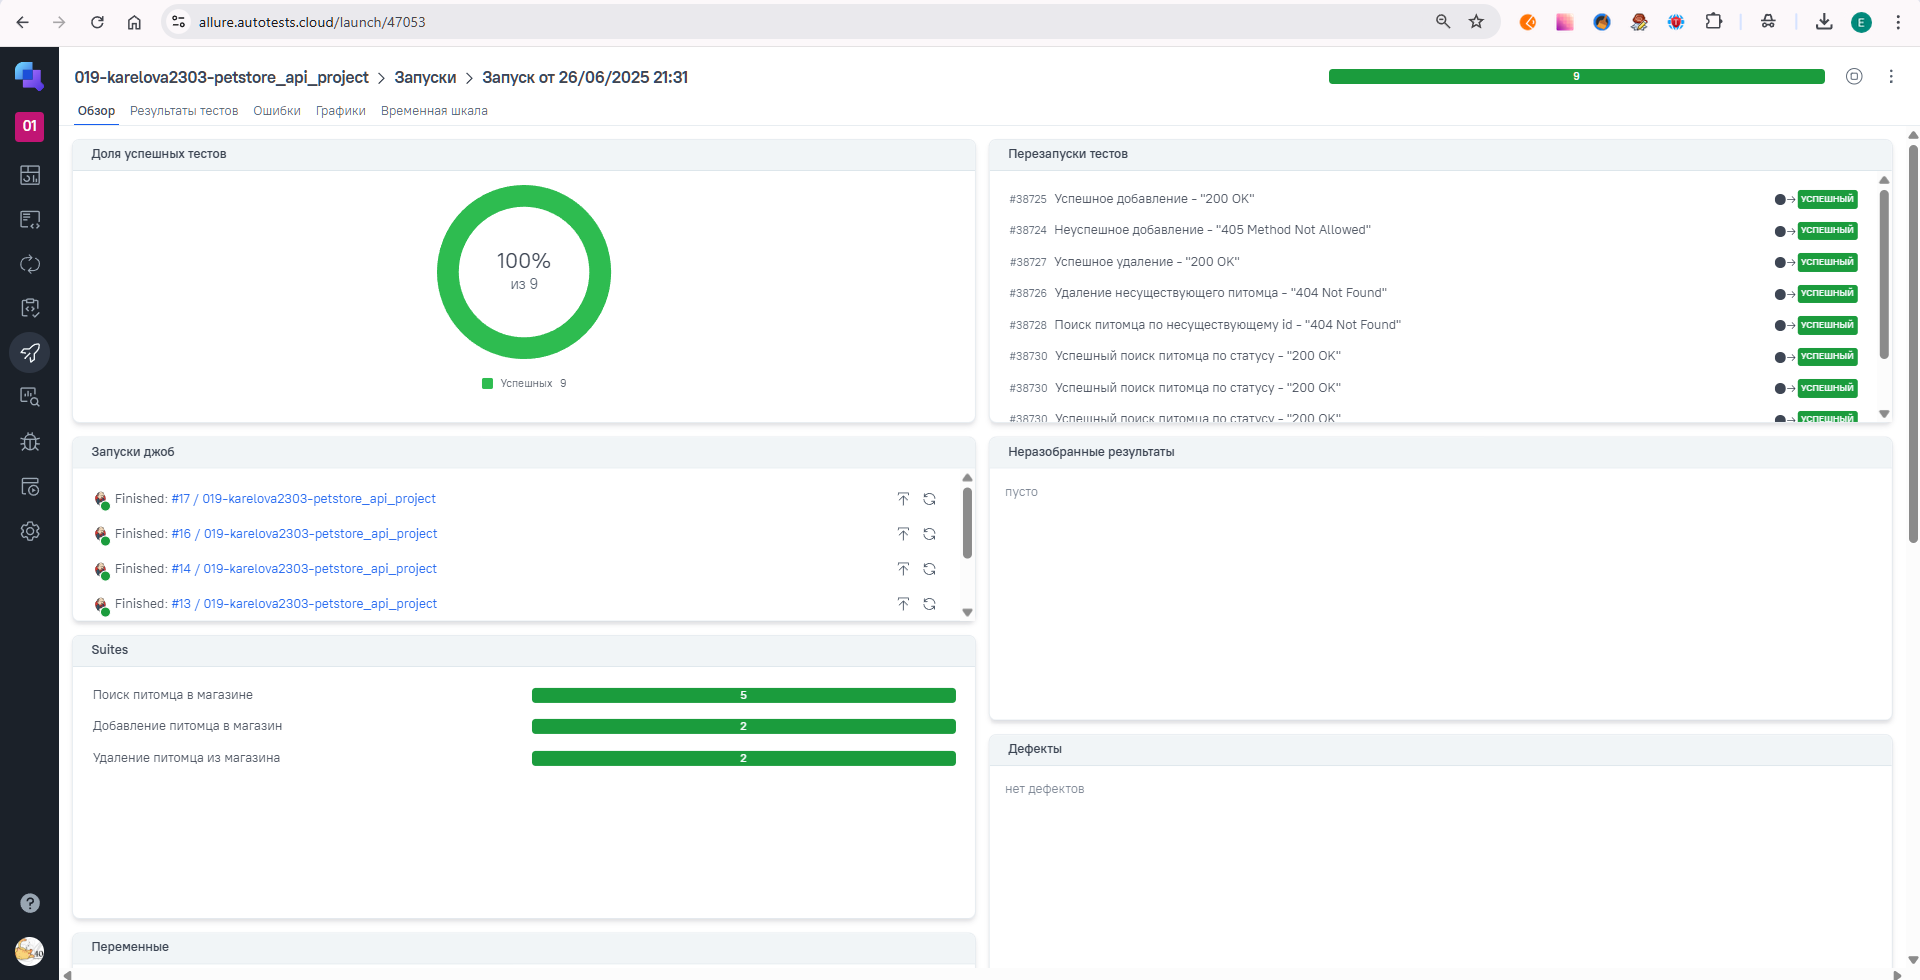 allure.autotests.cloud/launch/47053
E
019-karelova2303-petstore_api_project > Запуски > Запуск от 26/06/2025 21:31
9
01
Обзор Результаты тестов Ошибки Графики Временная шкала
Доля успешных тестов
100%
из 9
Успешных 9
Перезапуски тестов
#38725 Успешное добавление - "200 OK" УСПЕШНЫЙ
#38724 Неуспешное добавление - "405 Method Not Allowed" УСПЕШНЫЙ
#38727 Успешное удаление - "200 OK" УСПЕШНЫЙ
#38726 Удаление несуществующего питомца - "404 Not Found" УСПЕШНЫЙ
#38728 Поиск питомца по несуществующему id - "404 Not Found" УСПЕШНЫЙ
#38730 Успешный поиск питомца по статусу - "200 OK" УСПЕШНЫЙ
#38730 Успешный поиск питомца по статусу - "200 OK" УСПЕШНЫЙ
#38730 Успешный поиск питомца по статусу - "200 OK" УСПЕШНЫЙ
Запуски джоб
Finished: #17 / 019-karelova2303-petstore_api_project
Finished: #16 / 019-karelova2303-petstore_api_project
Finished: #14 / 019-karelova2303-petstore_api_project
Finished: #13 / 019-karelova2303-petstore_api_project
Неразобранные результаты
пусто
Suites
Поиск питомца в магазине 5
Добавление питомца в магазин 2
Удаление питомца из магазина 2
Дефекты
нет дефектов
Переменные